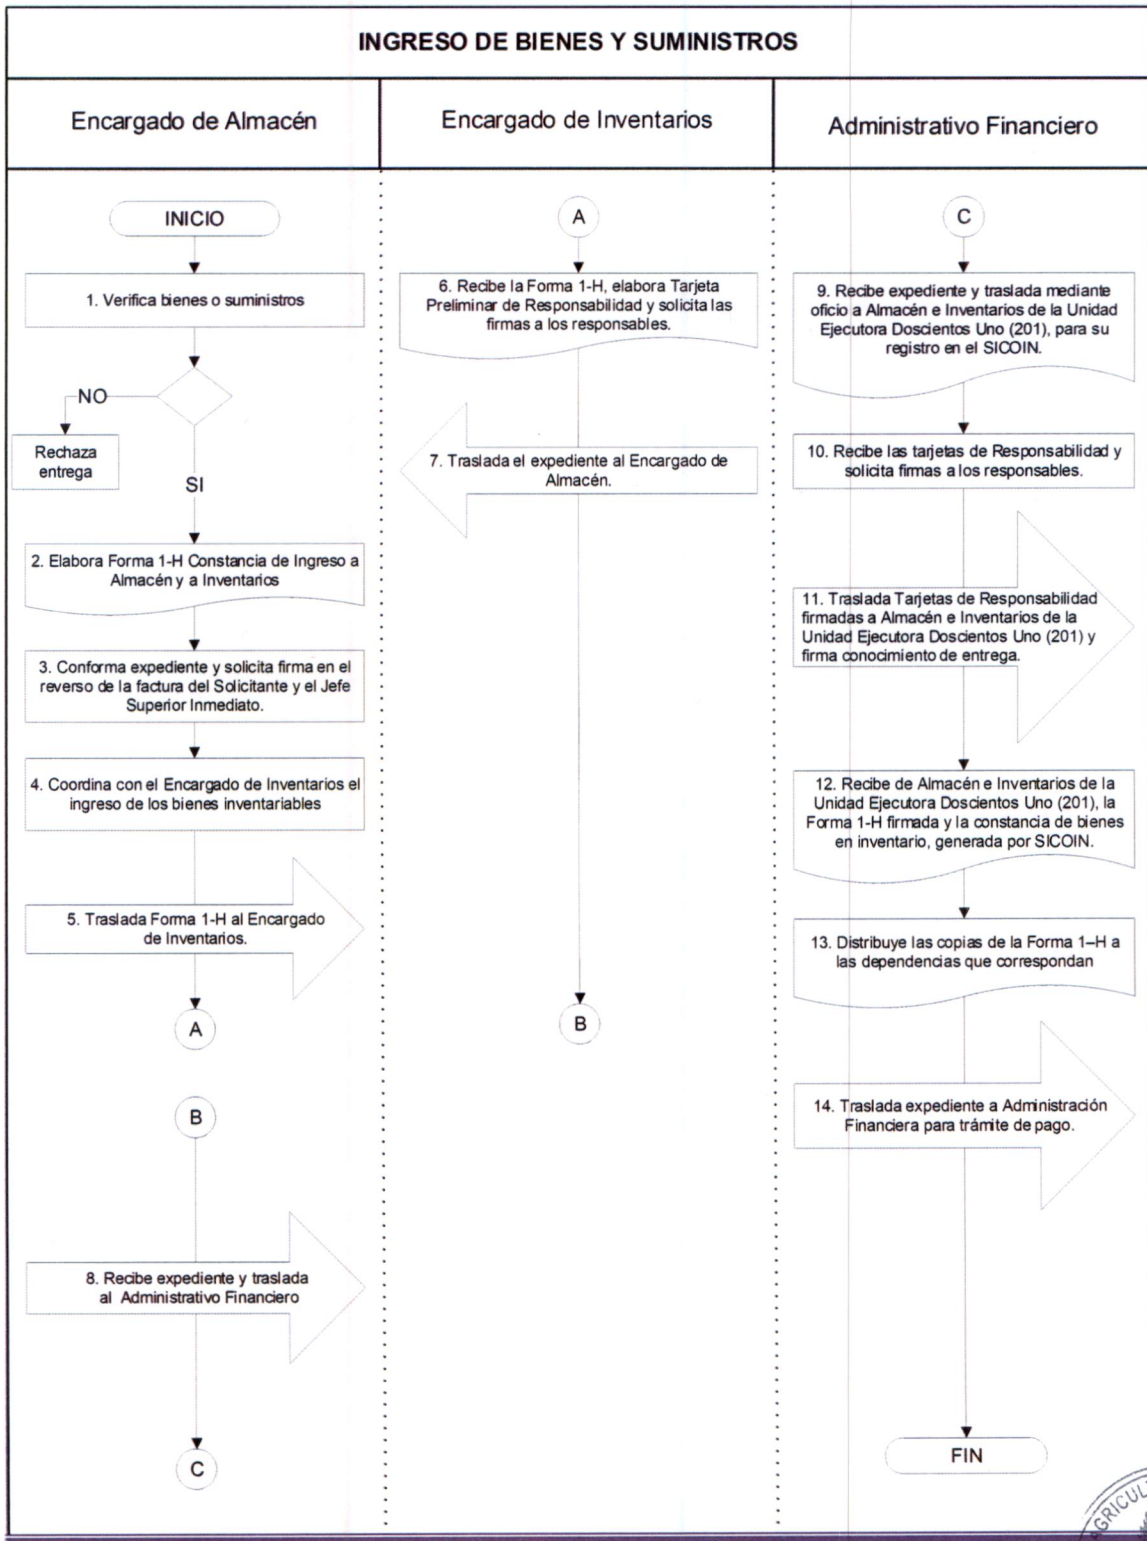 INGRESO DE BIENES Y SUMINISTROS
Encargado de Almacén
Encargado de Inventarios
Administrativo Financiero
INICIO
1. Verifica bienes o suministros
NO
Rechaza
entrega
SI
2. Elabora Forma 1-H Constancia de Ingreso a
Almacén y a Inventarios
3. Conforma expediente y solicita firma en el
reverso de la factura del Solicitante y el Jefe
Superior Inmediato.
4. Coordina con el Encargado de Inventarios el
ingreso de los bienes inventariables
5. Traslada Forma 1-H al Encargado
de Inventarios.
A
B
8. Recibe expediente y traslada
al Administrativo Financiero
C
A
6. Recibe la Forma 1-H, elabora Tarjeta
Preliminar de Responsabilidad y solicita las
firmas a los responsables.
7. Traslada el expediente al Encargado de
Almacén.
B
C
9. Recibe expediente y traslada mediante
oficio a Almacén e Inventarios de la Unidad
Ejecutora Doscientos Uno (201), para su
registro en el SICOIN.
10. Recibe las tarjetas de Responsabilidad y
solicita firmas a los responsables.
11. Traslada Tarjetas de Responsabilidad
firmadas a Almacén e Inventarios de la
Unidad Ejecutora Doscientos Uno (201) y
firma conocimiento de entrega.
12. Recibe de Almacén e Inventarios de la
Unidad Ejecutora Doscientos Uno (201), la
Forma 1-H firmada y la constancia de bienes
en inventario, generada por SICOIN.
13. Distribuye las copias de la Forma 1–H a
las dependencias que correspondan
14. Traslada expediente a Administración
Financiera para trámite de pago.
FIN